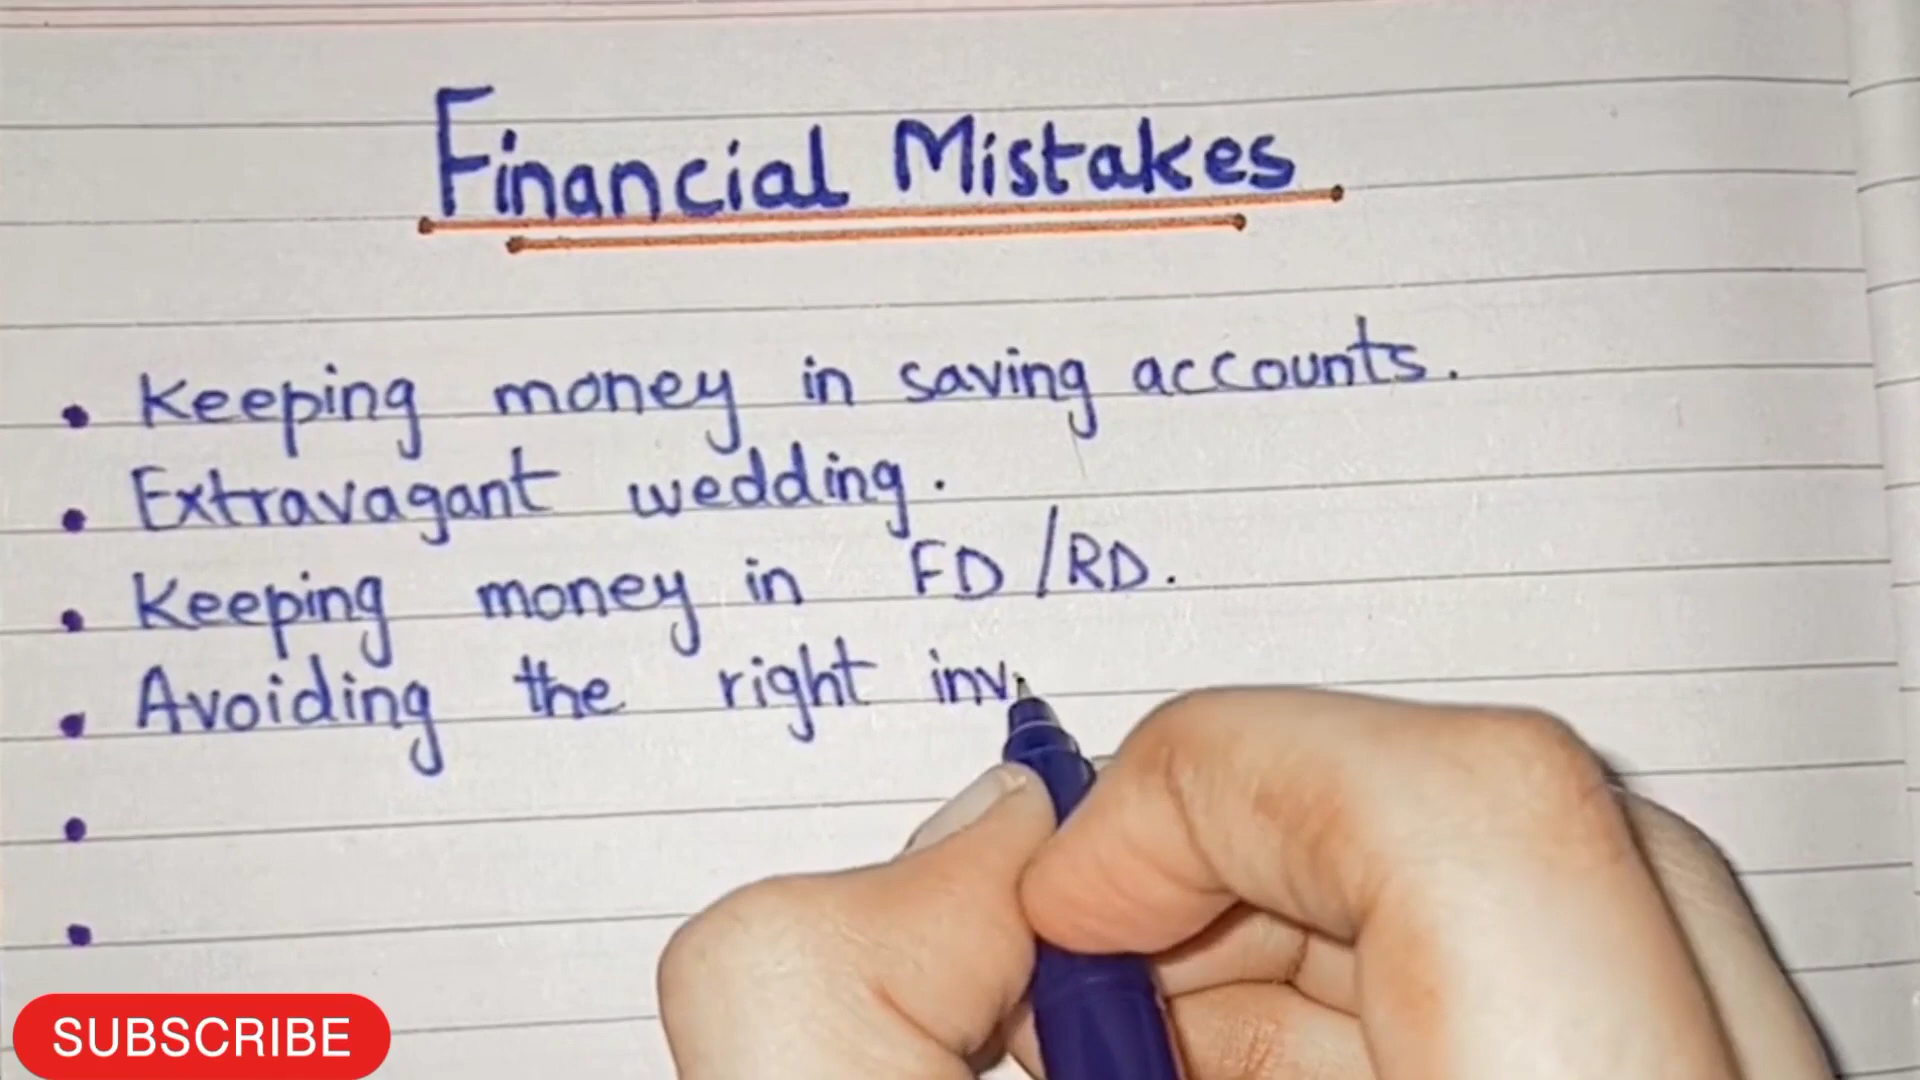 Financial Mistakes
• Keeping money in saving accounts.
• Extravagant wedding.
• Keeping money in FD/RD.
• Avoiding the right inv
•
•
SUBSCRIBE